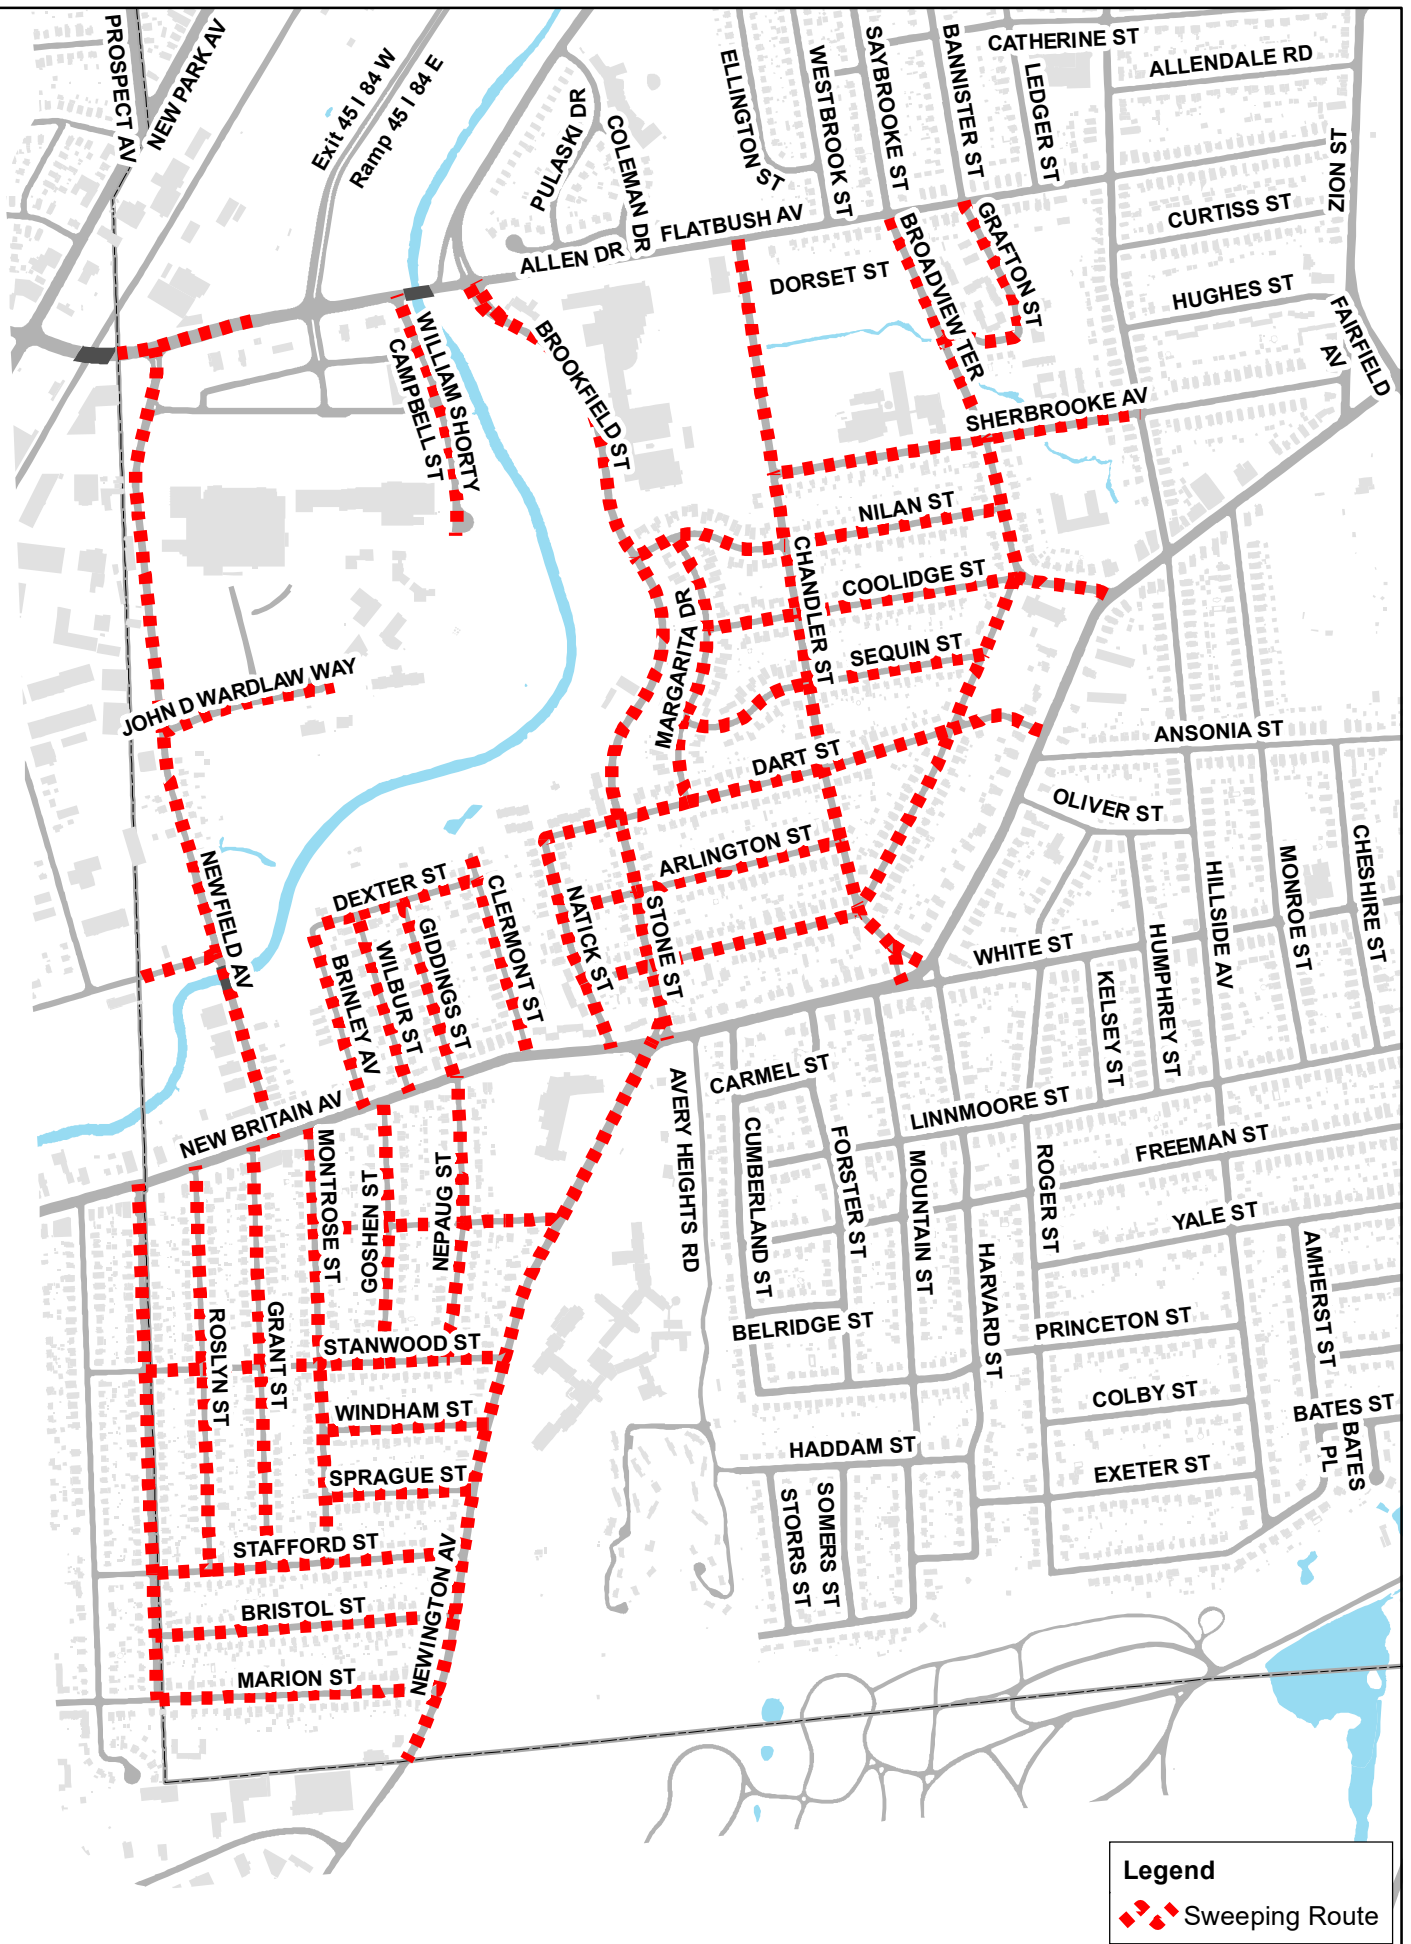 PROSPECT AV
NEW PARK AV
Exit 45 I 84 W
Ramp 45 I 84 E
PULASKI DR
COLEMAN DR
ELLINGTON ST
WESTBROOK ST
SAYBROOKE ST
BANNISTER ST
CATHERINE ST
LEDGER ST
ALLENDALE RD
ZION ST
CURTISS ST
HUGHES ST
FAIRFIELD
AV
ALLEN DR
FLATBUSH AV
DORSET ST
BROADVIEW TER
GRAFTON ST
SHERBROOKE AV
WILLIAM SHORTY
CAMPBELL ST
BROOKFIELD ST
NILAN ST
CHANDLER ST
COOLIDGE ST
MARGARITA DR
SEQUIN ST
JOHN D WARDLAW WAY
DART ST
ANSONIA ST
OLIVER ST
ARLINGTON ST
NEWFIELD AV
DEXTER ST
CLERMONT ST
GIDDINGS ST
WILBUR ST
BRINLEY AV
NATICK ST
STONE ST
WHITE ST
KELSEY ST
HUMPHREY ST
HILLSIDE AV
MONROE ST
CHESHIRE ST
NEW BRITAIN AV
CARMEL ST
LINNMOORE ST
FREEMAN ST
AVERY HEIGHTS RD
CUMBERLAND ST
FORSTER ST
MOUNTAIN ST
HARVARD ST
ROGER ST
YALE ST
AMHERST ST
MONTROSE ST
GOSHEN ST
NEPAUG ST
ROSLYN ST
GRANT ST
STANWOOD ST
BELRIDGE ST
PRINCETON ST
WINDHAM ST
COLBY ST
BATES ST
BATES
PL
SPRAGUE ST
HADDAM ST
EXETER ST
STORRS ST
SOMERS ST
STAFFORD ST
BRISTOL ST
NEWINGTON AV
MARION ST
Legend
Sweeping Route